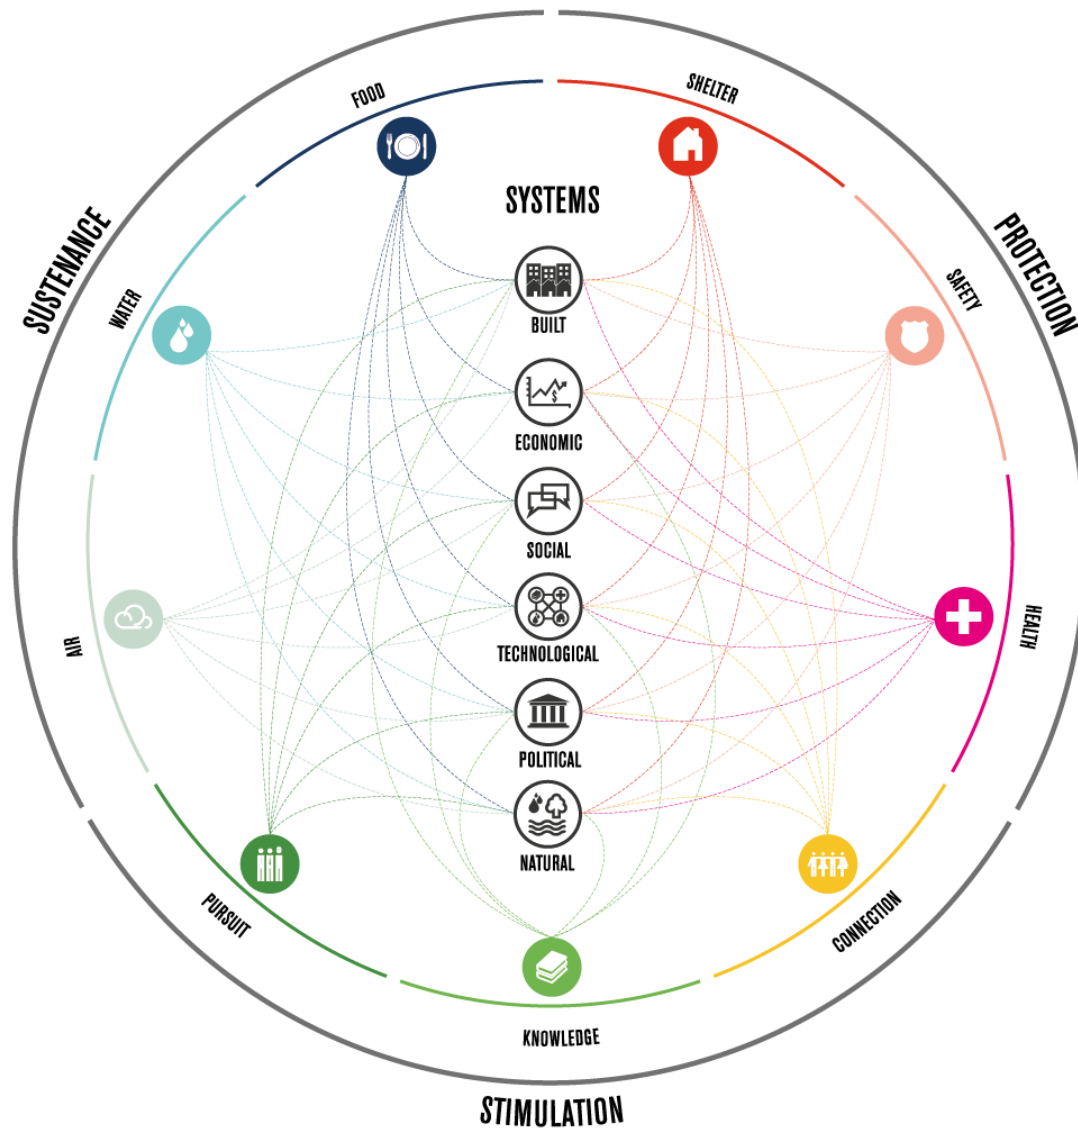 FOOD
SHELTER
SYSTEMS
SUSTENANCE
PROTECTION
WATER
SAFETY
BUILT
ECONOMIC
SOCIAL
AIR
HEALTH
TECHNOLOGICAL
POLITICAL
NATURAL
PURSUIT
CONNECTION
KNOWLEDGE
STIMULATION